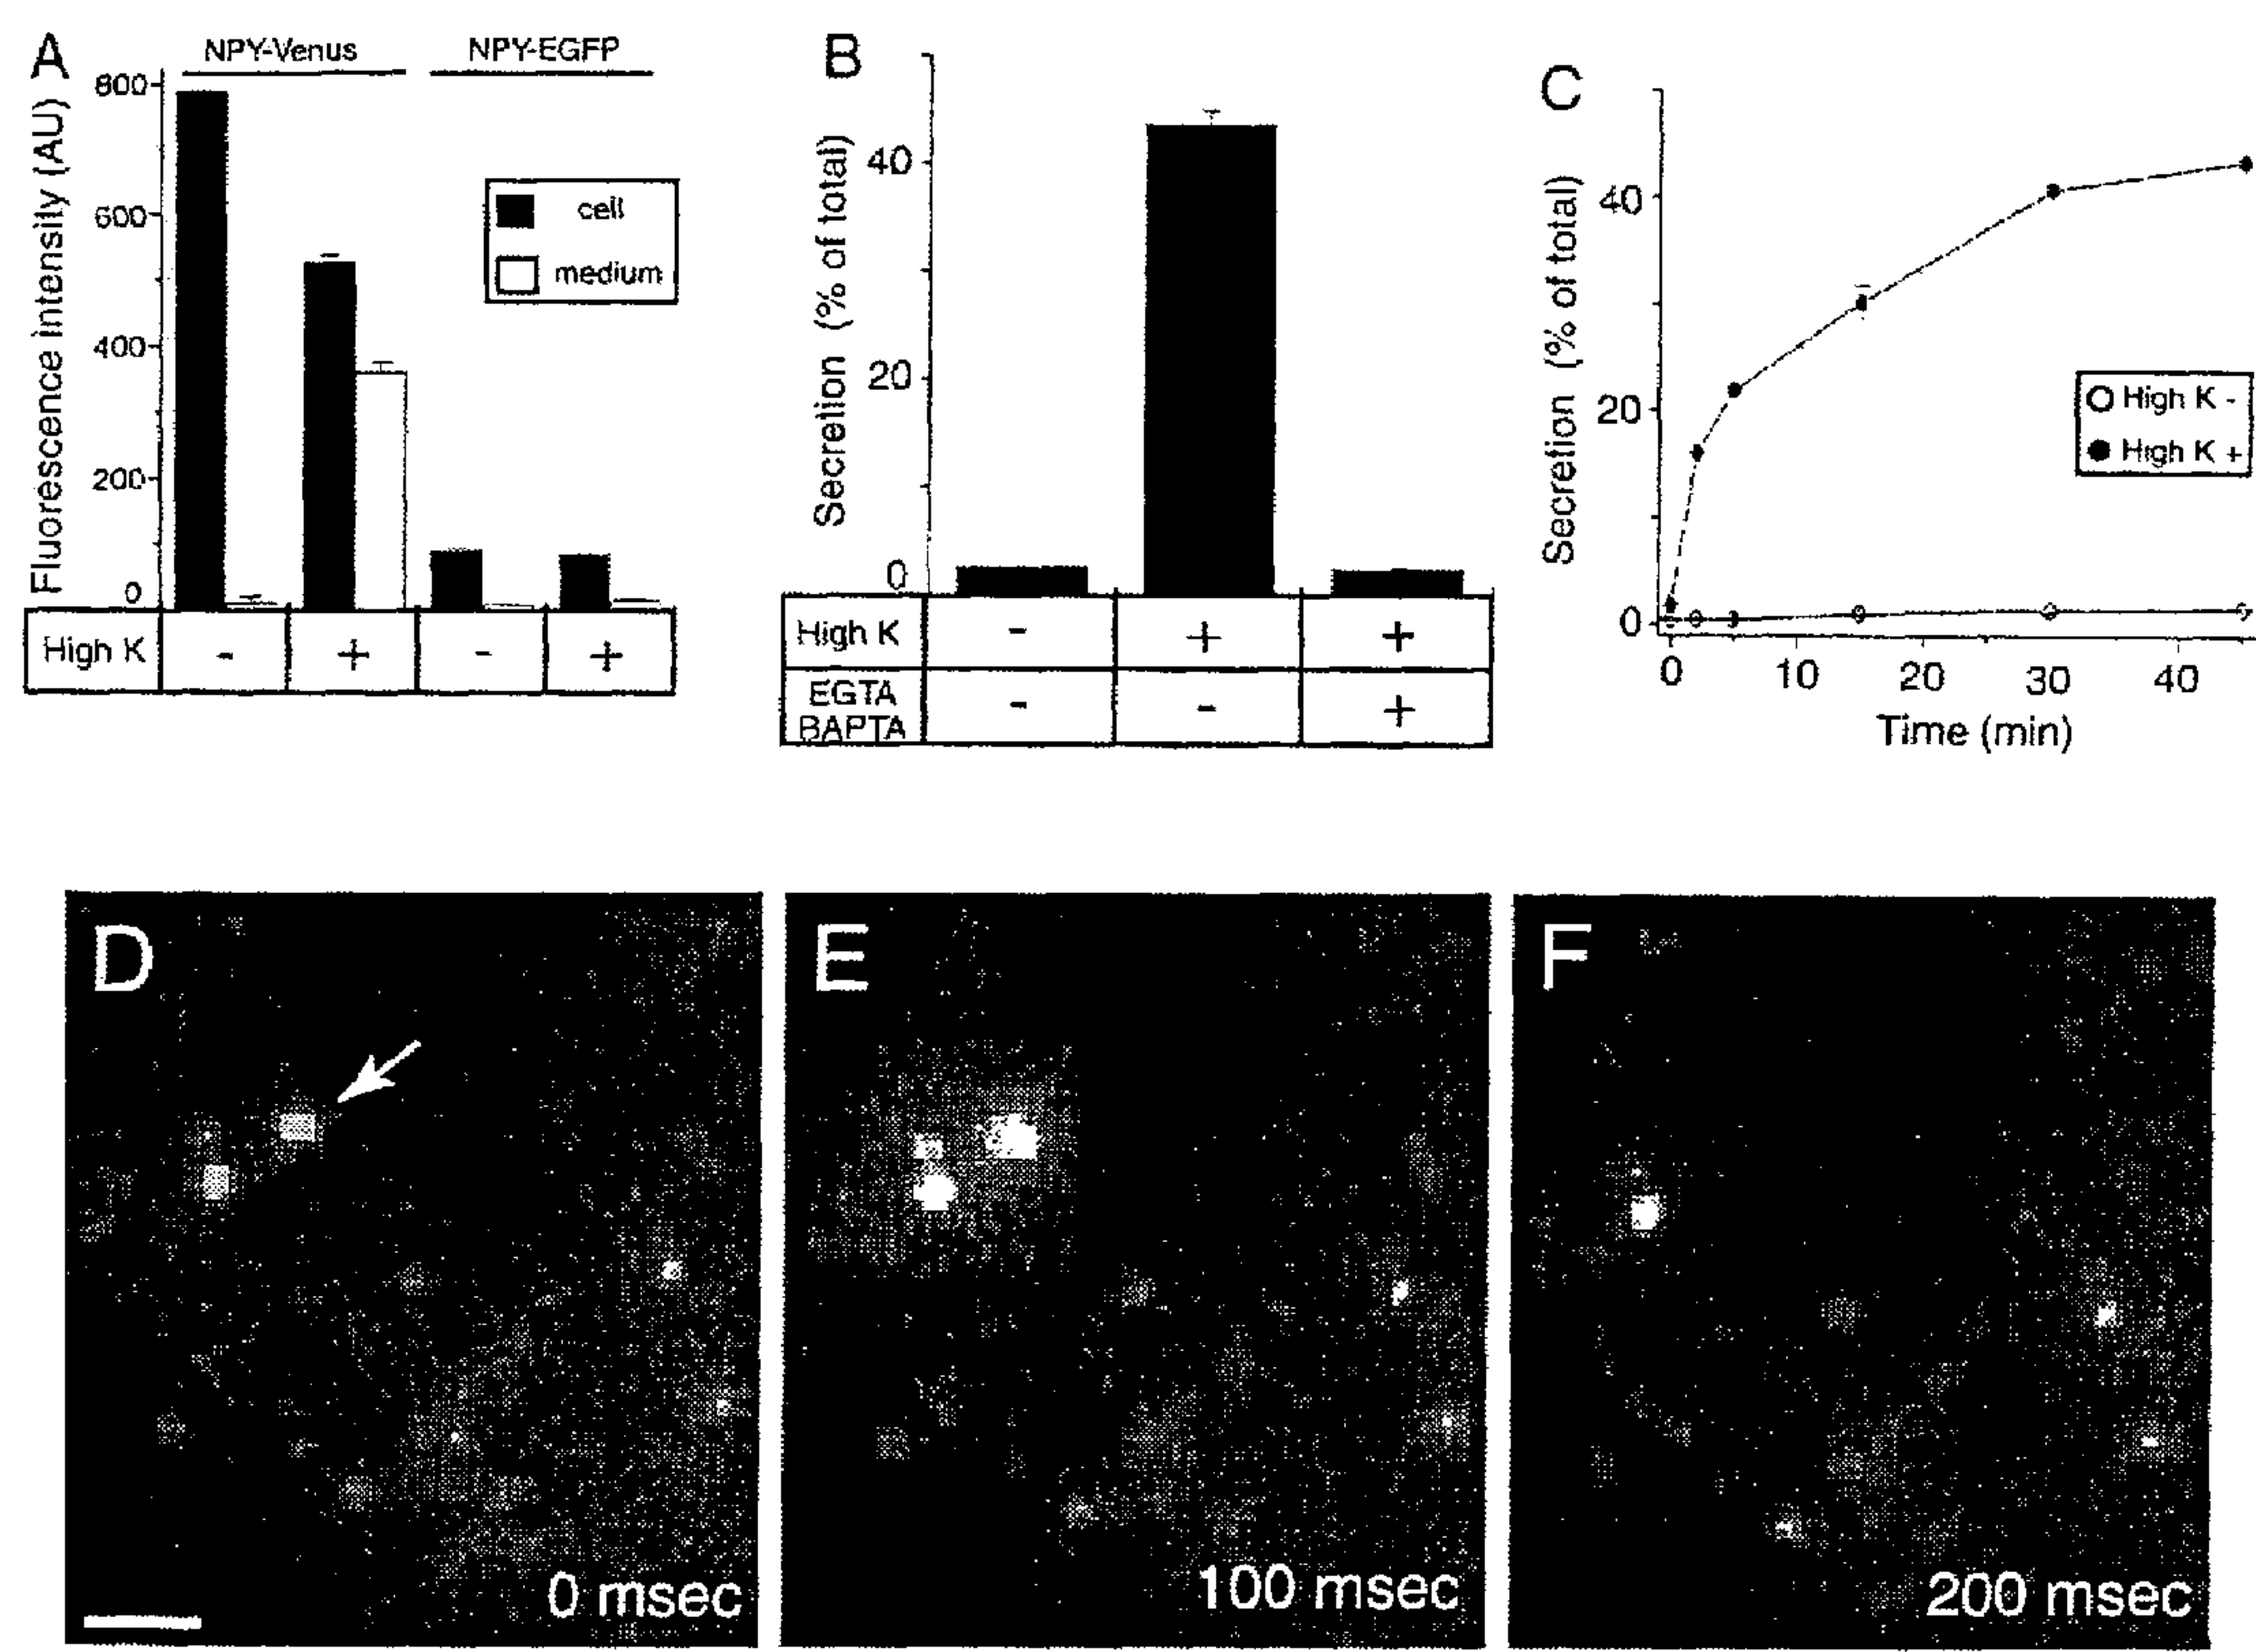 A
NPY-Venus
NPY-EGFP
Fluorescence intensity (AU)
800
600
400
200
0
cell
medium
High K
-
+
-
+
B
Secretion (% of total)
40
20
0
High K
-
+
+
EGTA
BAPTA
-
-
+
C
Secretion (% of total)
40
20
0
High K -
High K +
0
10
20
30
40
Time (min)
D
0 msec
E
100 msec
F
200 msec